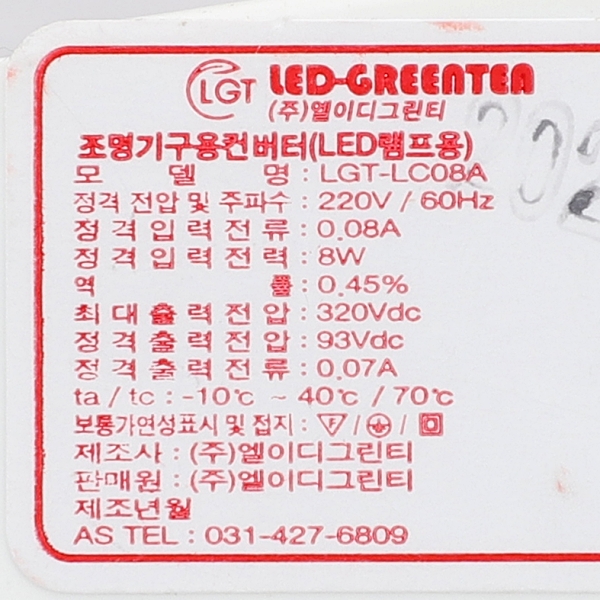 LGT LED-GREENTEA
(주)엘이디그린티
조명기구용컨버터(LED램프용)
모 델 명 : LGT-LC08A
정격 전압 및 주파수 : 220V / 60Hz
정 격 입 력 전 류 : 0.08A
정 격 입 력 전 력 : 8W
역 률 : 0.45%
최 대 출 력 전 압 : 320Vdc
정 격 출 력 전 압 : 93Vdc
정 격 출 력 전 류 : 0.07A
ta / tc : -10℃ ~ 40℃ / 70℃
보통가연성표시 및 접지 : F / /
제조사 : (주)엘이디그린티
판매원 : (주)엘이디그린티
제조년월
AS TEL : 031-427-6809